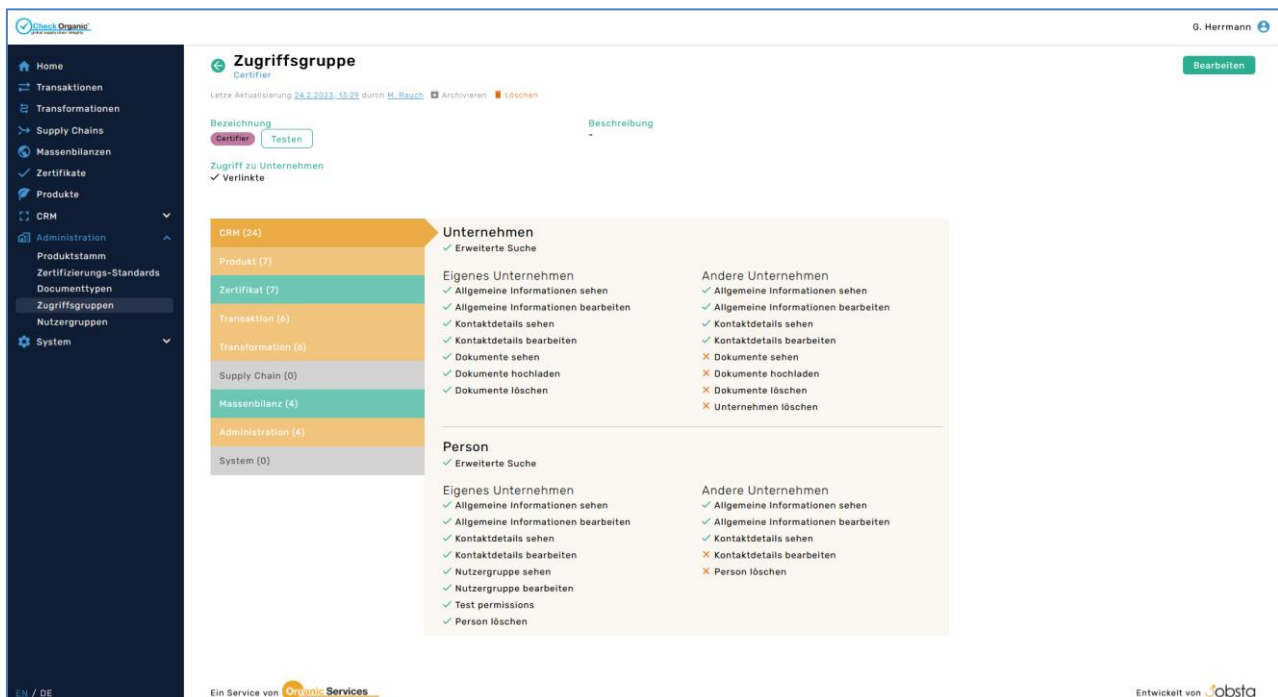 Check Organic
global supply chain integrity
G. Herrmann
Home
Transaktionen
Transformationen
Supply Chains
Massenbilanzen
Zertifikate
Produkte
CRM
Administration
Produktstamm
Zertifizierungs-Standards
Documenttypen
Zugriffsgruppen
Nutzergruppen
System
EN / DE
Zugriffsgruppe
Certifier
Bearbeiten
Letze Aktualisierung 24.2.2023, 13:29 durch M. Rauch Archivieren Löschen
Bezeichnung
Certifier Testen
Beschreibung
-
Zugriff zu Unternehmen
Verlinkte
CRM (24)
Produkt (7)
Zertifikat (7)
Transaktion (6)
Transformation (6)
Supply Chain (0)
Massenbilanz (4)
Administration (4)
System (0)
Unternehmen
Erweiterte Suche
Eigenes Unternehmen
Allgemeine Informationen sehen
Allgemeine Informationen bearbeiten
Kontaktdetails sehen
Kontaktdetails bearbeiten
Dokumente sehen
Dokumente hochladen
Dokumente löschen
Andere Unternehmen
Allgemeine Informationen sehen
Allgemeine Informationen bearbeiten
Kontaktdetails sehen
Kontaktdetails bearbeiten
Dokumente sehen
Dokumente hochladen
Dokumente löschen
Unternehmen löschen
Person
Erweiterte Suche
Eigenes Unternehmen
Allgemeine Informationen sehen
Allgemeine Informationen bearbeiten
Kontaktdetails sehen
Kontaktdetails bearbeiten
Nutzergruppe sehen
Nutzergruppe bearbeiten
Test permissions
Person löschen
Andere Unternehmen
Allgemeine Informationen sehen
Allgemeine Informationen bearbeiten
Kontaktdetails sehen
Kontaktdetails bearbeiten
Person löschen
Ein Service von Organic Services
Entwickelt von Jobsta